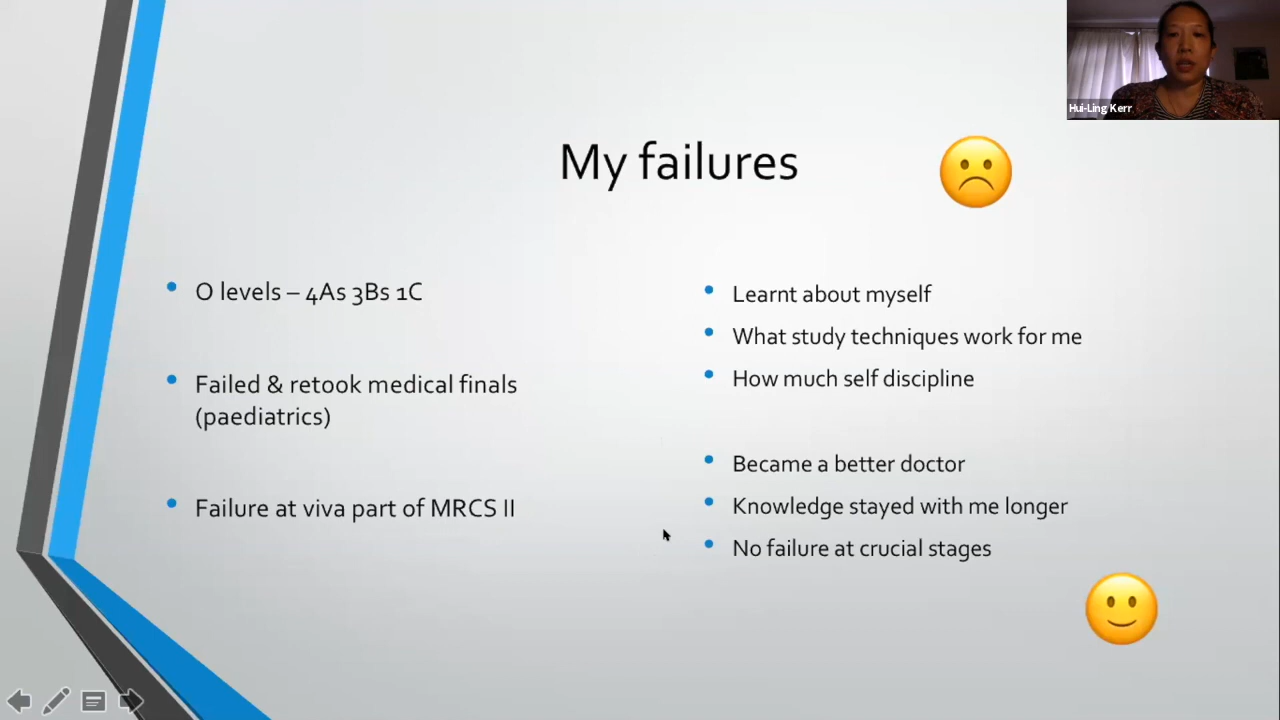 Hui-Ling Kerr
My failures
O levels – 4As 3Bs 1C
Failed & retook medical finals
(paediatrics)
Failure at viva part of MRCS II
Learnt about myself
What study techniques work for me
How much self discipline
Became a better doctor
Knowledge stayed with me longer
No failure at crucial stages